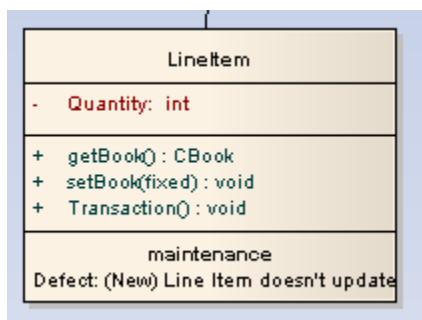 LineItem
- Quantity: int
+ getBook() : CBook
+ setBook(fixed) : void
+ Transaction() : void
maintenance
Defect: (New) Line Item doesn't update